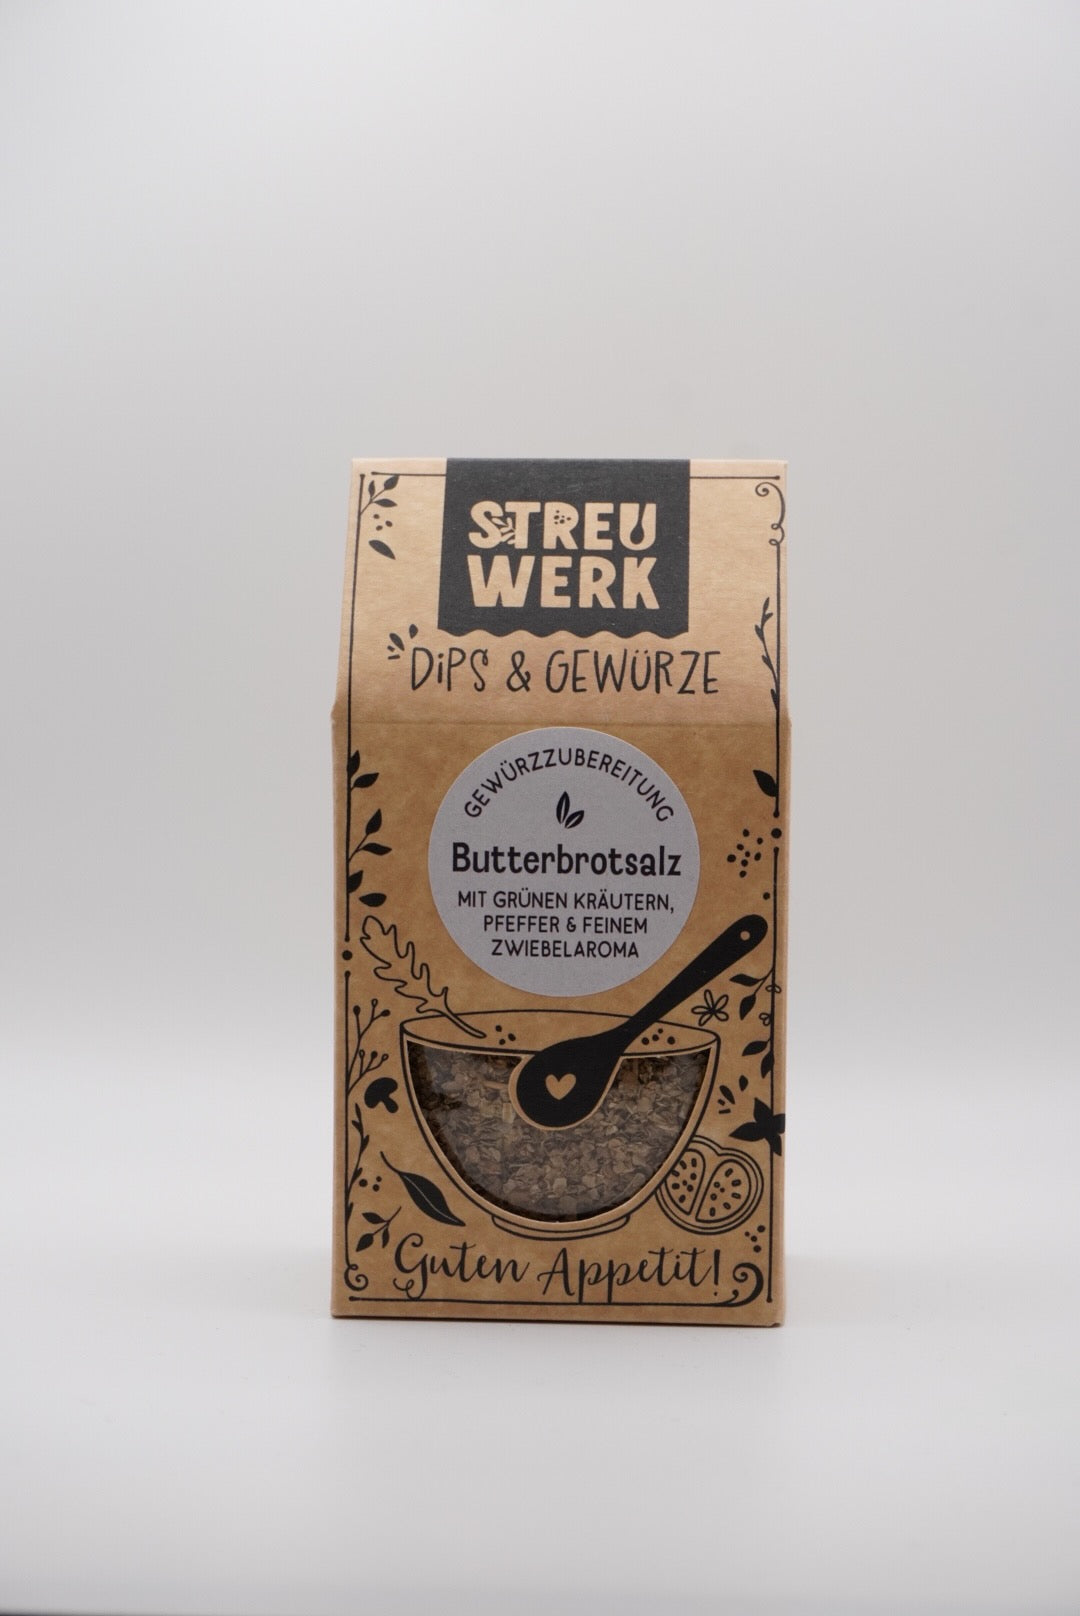 STREU
WERK
DiPS & GEWÜRZE
GEWÜRZZUBEREITUNG
Butterbrotsalz
MIT GRÜNEN KRÄUTERN,
PFEFFER & FEINEM
ZWIEBELAROMA
Guten Appetit!